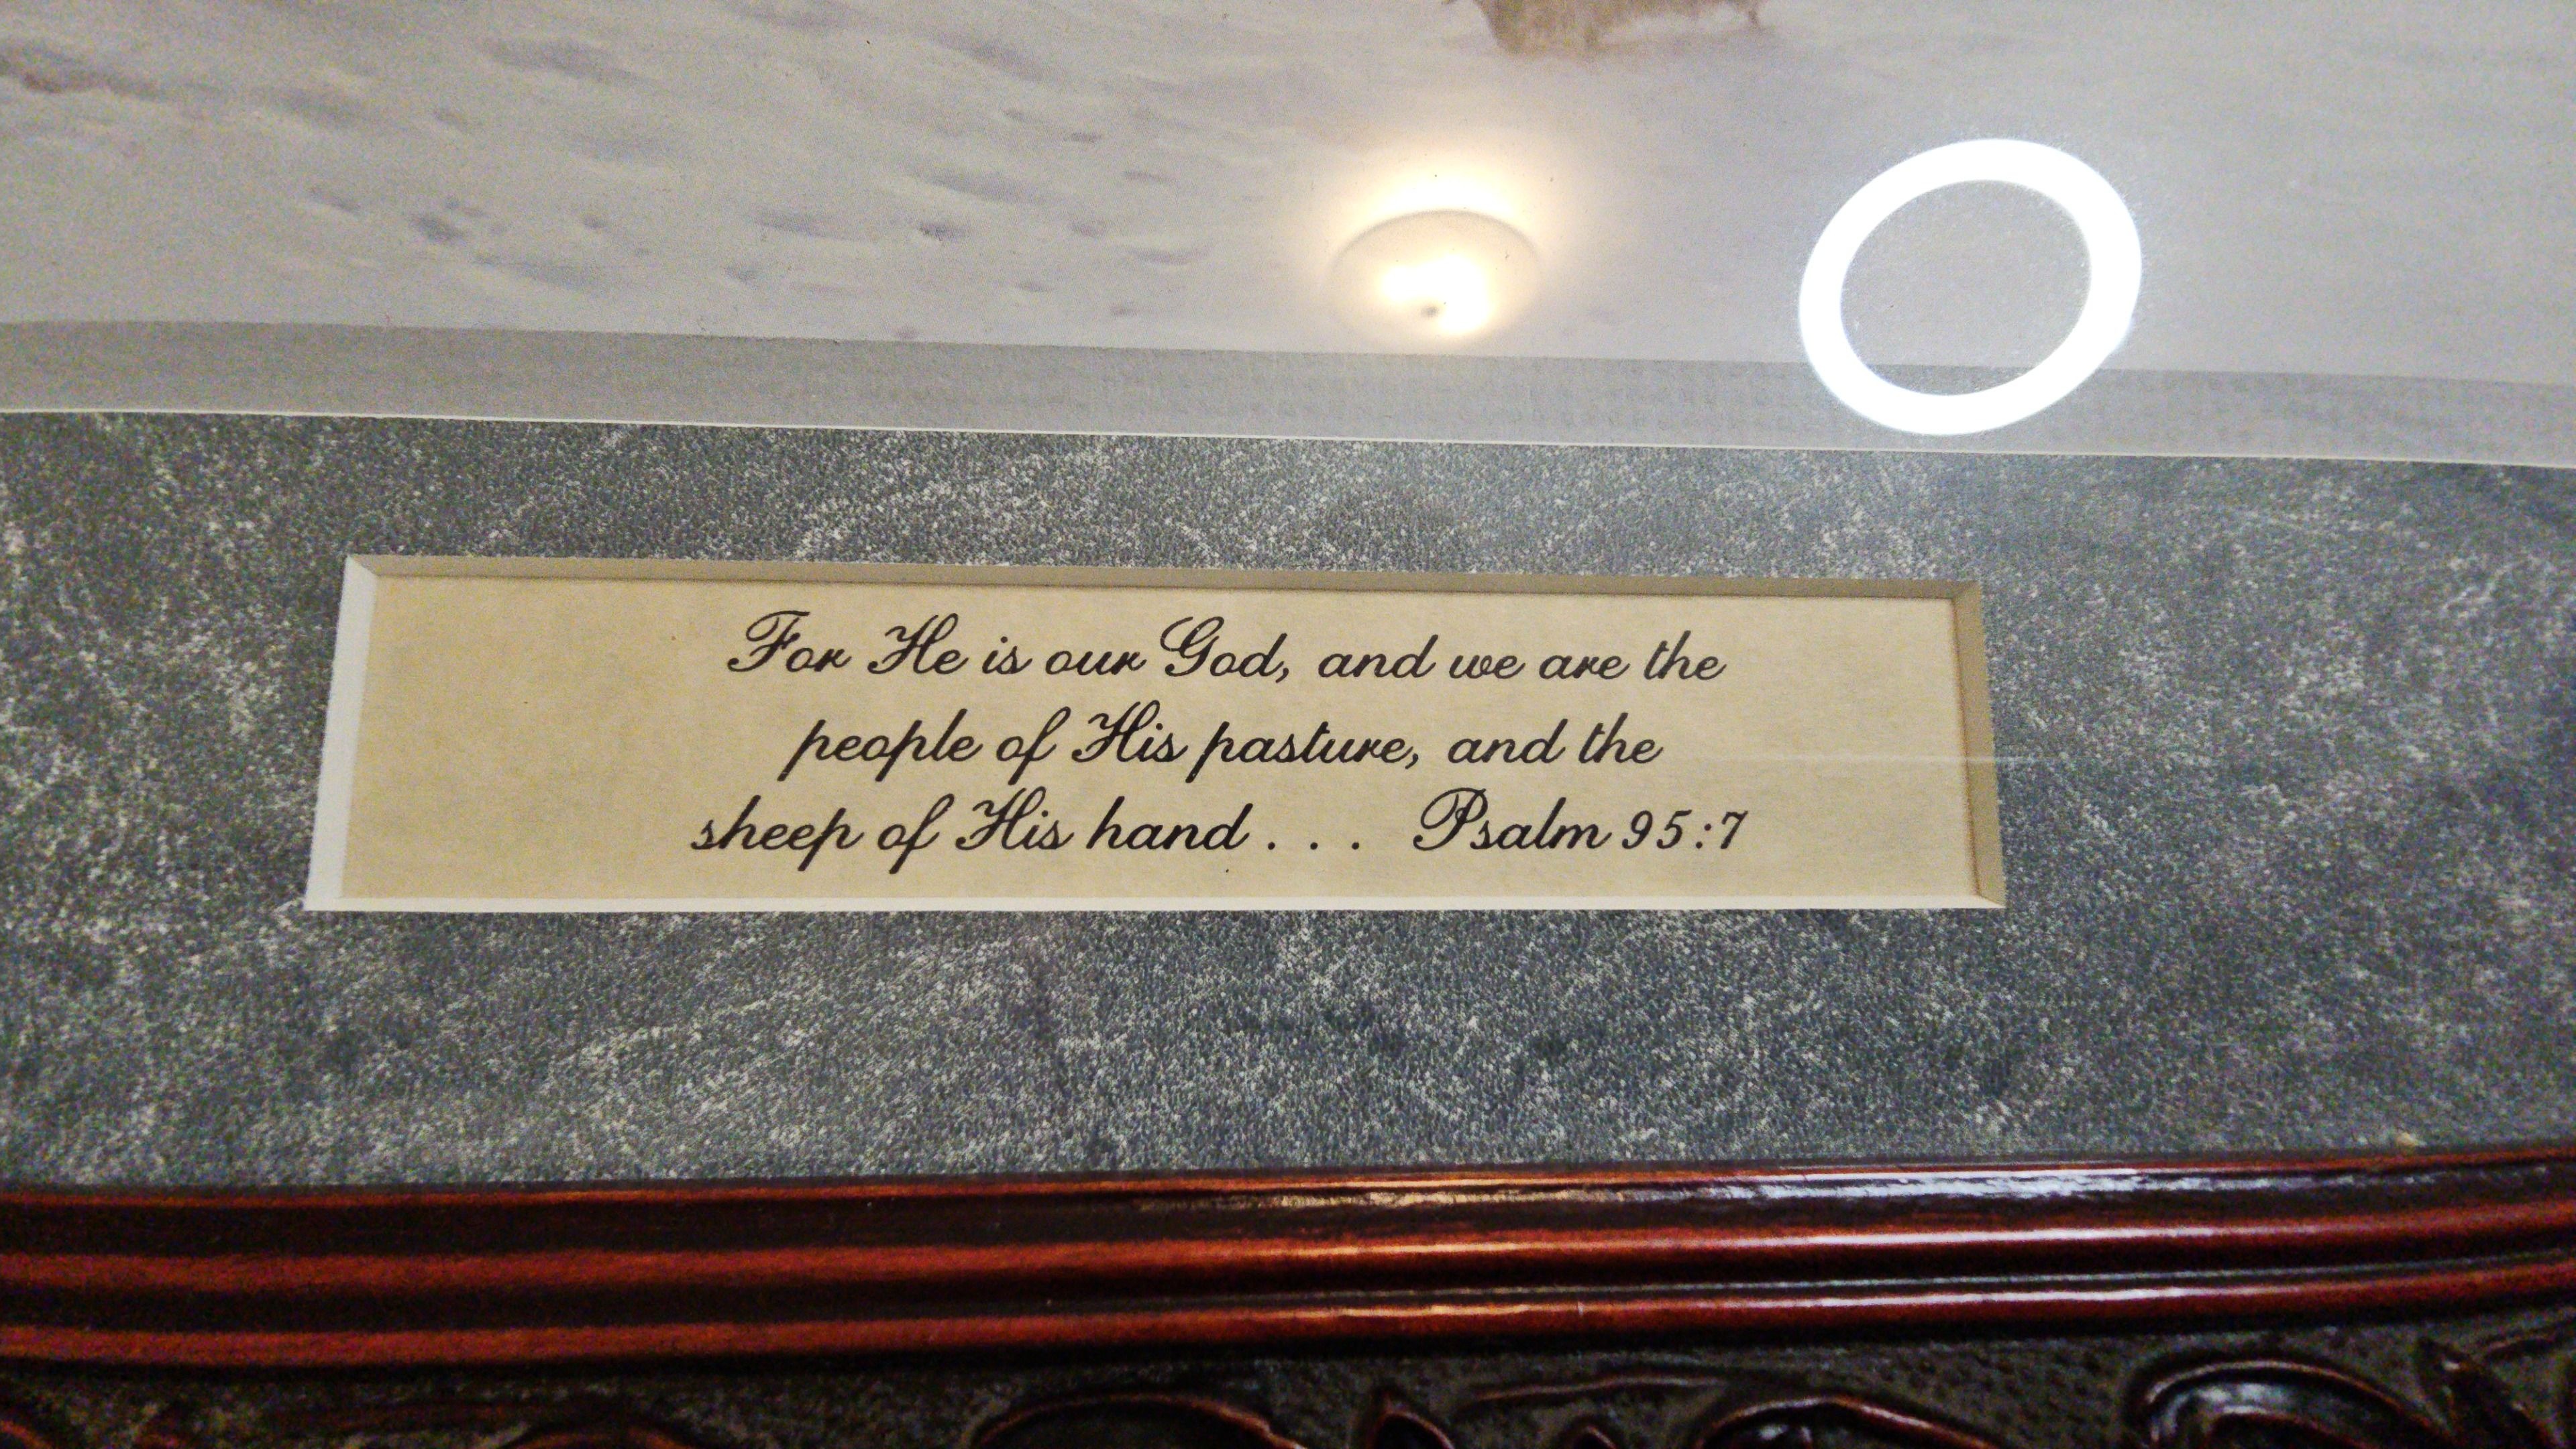 For He is our God, and we are the
people of His pasture, and the
sheep of His hand . . . Psalm 95:7